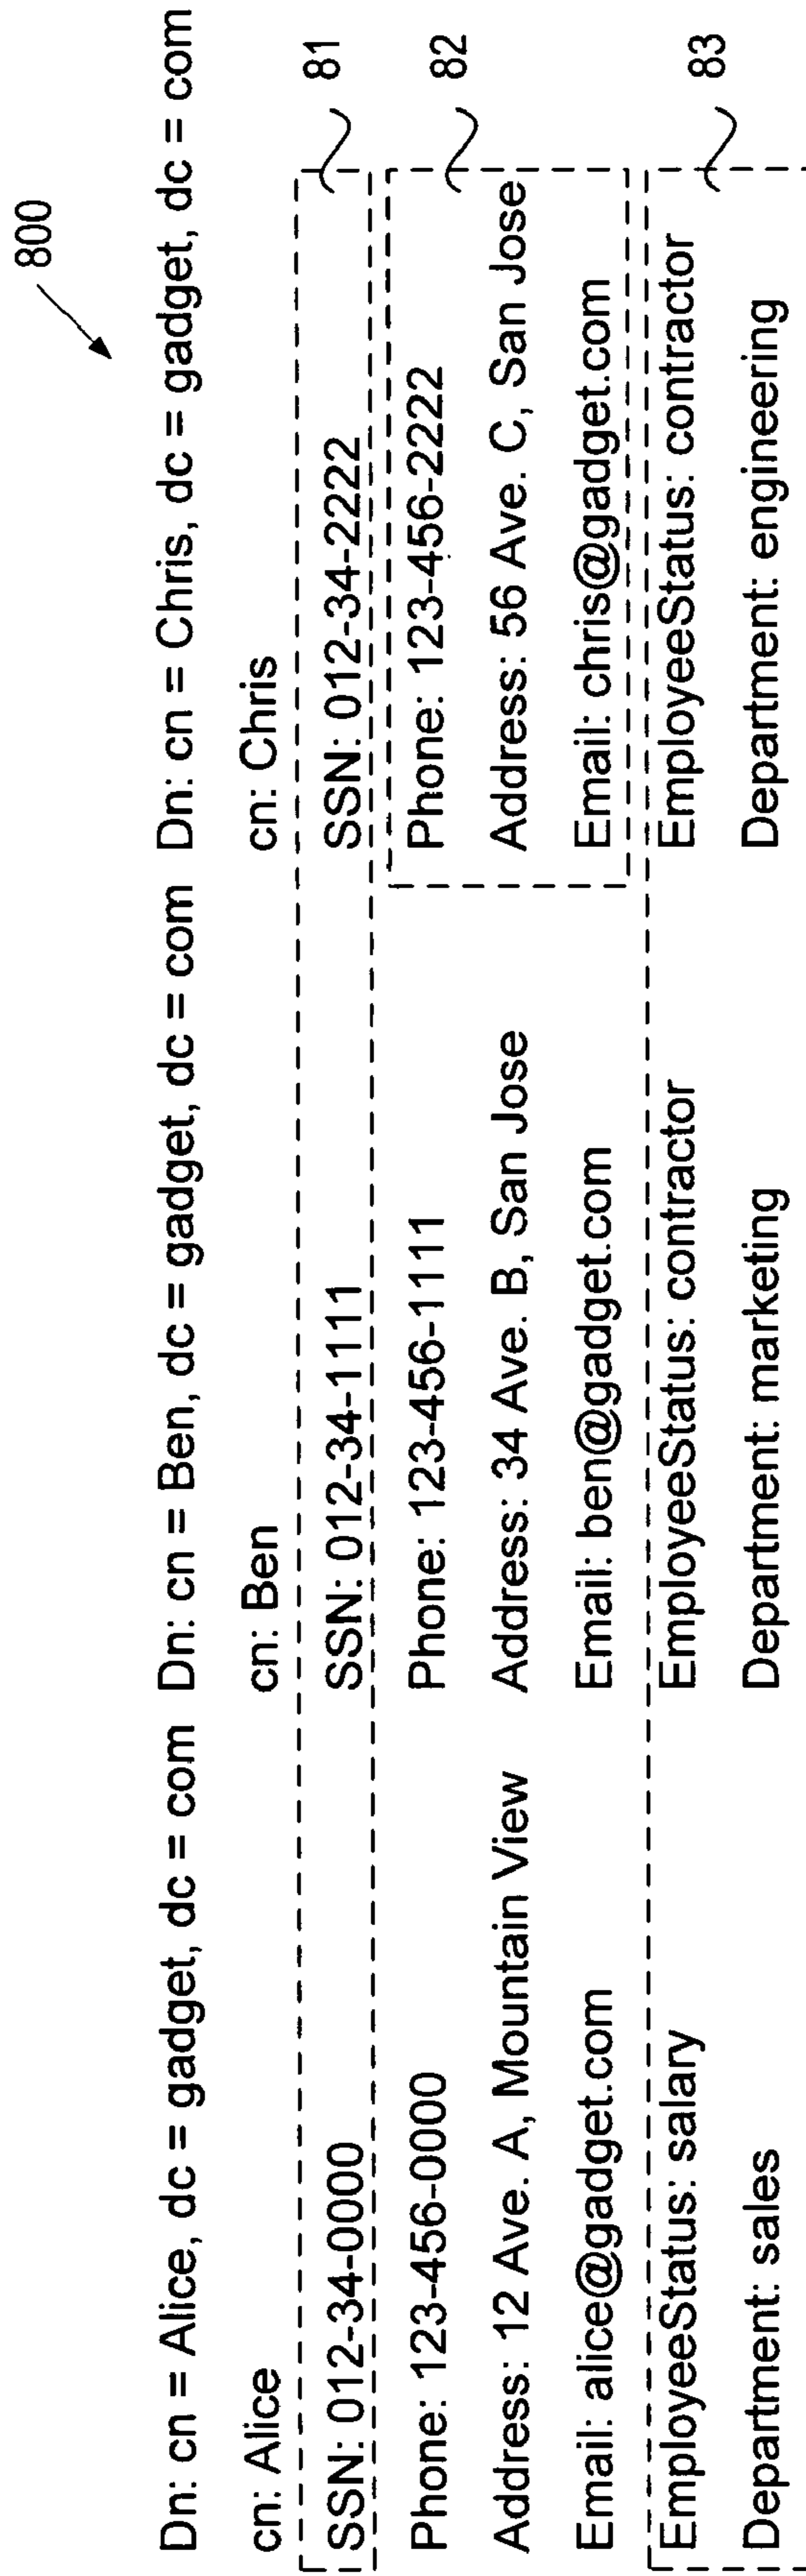 800
Dn: cn = Alice, dc = gadget, dc = com Dn: cn = Ben, dc = gadget, dc = com Dn: cn = Chris, dc = gadget, dc = com
cn: Alice cn: Ben cn: Chris
SSN: 012-34-0000 SSN: 012-34-1111 SSN: 012-34-2222 81
Phone: 123-456-0000 Phone: 123-456-1111 Phone: 123-456-2222 82
Address: 12 Ave. A, Mountain View Address: 34 Ave. B, San Jose Address: 56 Ave. C, San Jose
Email: alice@gadget.com Email: ben@gadget.com Email: chris@gadget.com
EmployeeStatus: salary EmployeeStatus: contractor EmployeeStatus: contractor 83
Department: sales Department: marketing Department: engineering